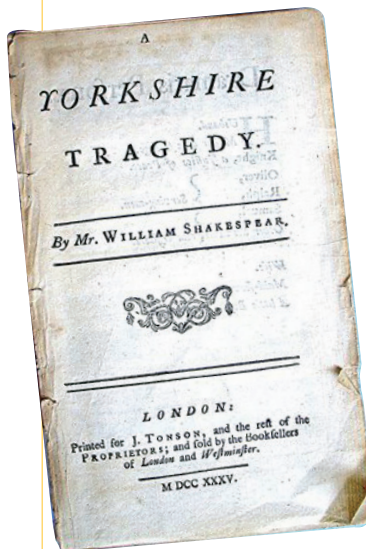 A
YORKSHIRE
TRAGEDY.
By Mr. WILLIAM SHAKESPEAR.
LONDON:
Printed for J. TONSON, and the reſt of the
PROPRIETORS; and ſold by the Bookſellers
of London and Weſtminſter.
M DCC XXXV.